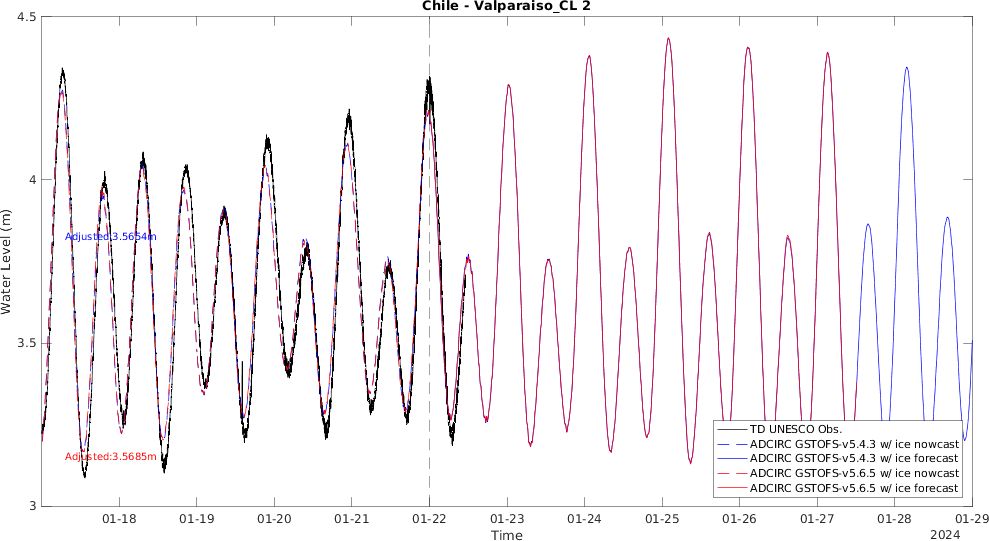 Chile - Valparaiso_CL 2
4.5
4
3.5
3
Water Level (m)
Adjusted:3.5654m
Adjusted:3.5685m
TD UNESCO Obs.
ADCIRC GSTOFS-v5.4.3 w/ ice nowcast
ADCIRC GSTOFS-v5.4.3 w/ ice forecast
ADCIRC GSTOFS-v5.6.5 w/ ice nowcast
ADCIRC GSTOFS-v5.6.5 w/ ice forecast
01-18 01-19 01-20 01-21 01-22 01-23 01-24 01-25 01-26 01-27 01-28 01-29
Time
2024